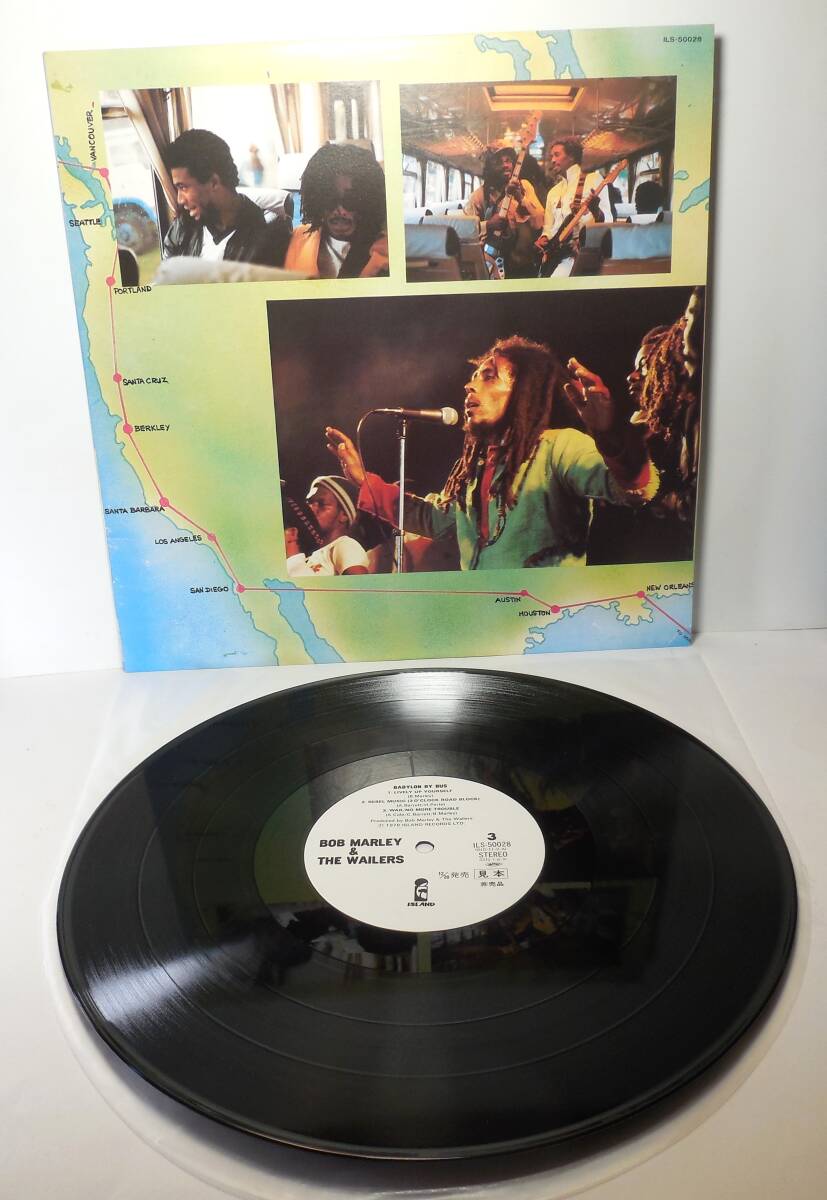 ILS-50028
VANCOUVER
SEATTLE
PORTLAND
SANTA CRUZ
BERKLEY
SANTA BARBARA
LOS ANGELES
SAN DIEGO
AUSTIN
HOUSTON
NEW ORLEANS
BABYLON BY BUS
1. LIVELY UP YOURSELF
(B.Marley)
2. REBEL MUSIC (3 O'CLOCK ROAD BLOCK)
3. WAR/NO MORE TROUBLE
Produced by Bob Marley & The Wailers
℗ 1978 ISLAND RECORDS LTD.
BOB MARLEY
&
THE WAILERS
3
ILS-50028
STEREO
発売 見本
非売品
ISLAND